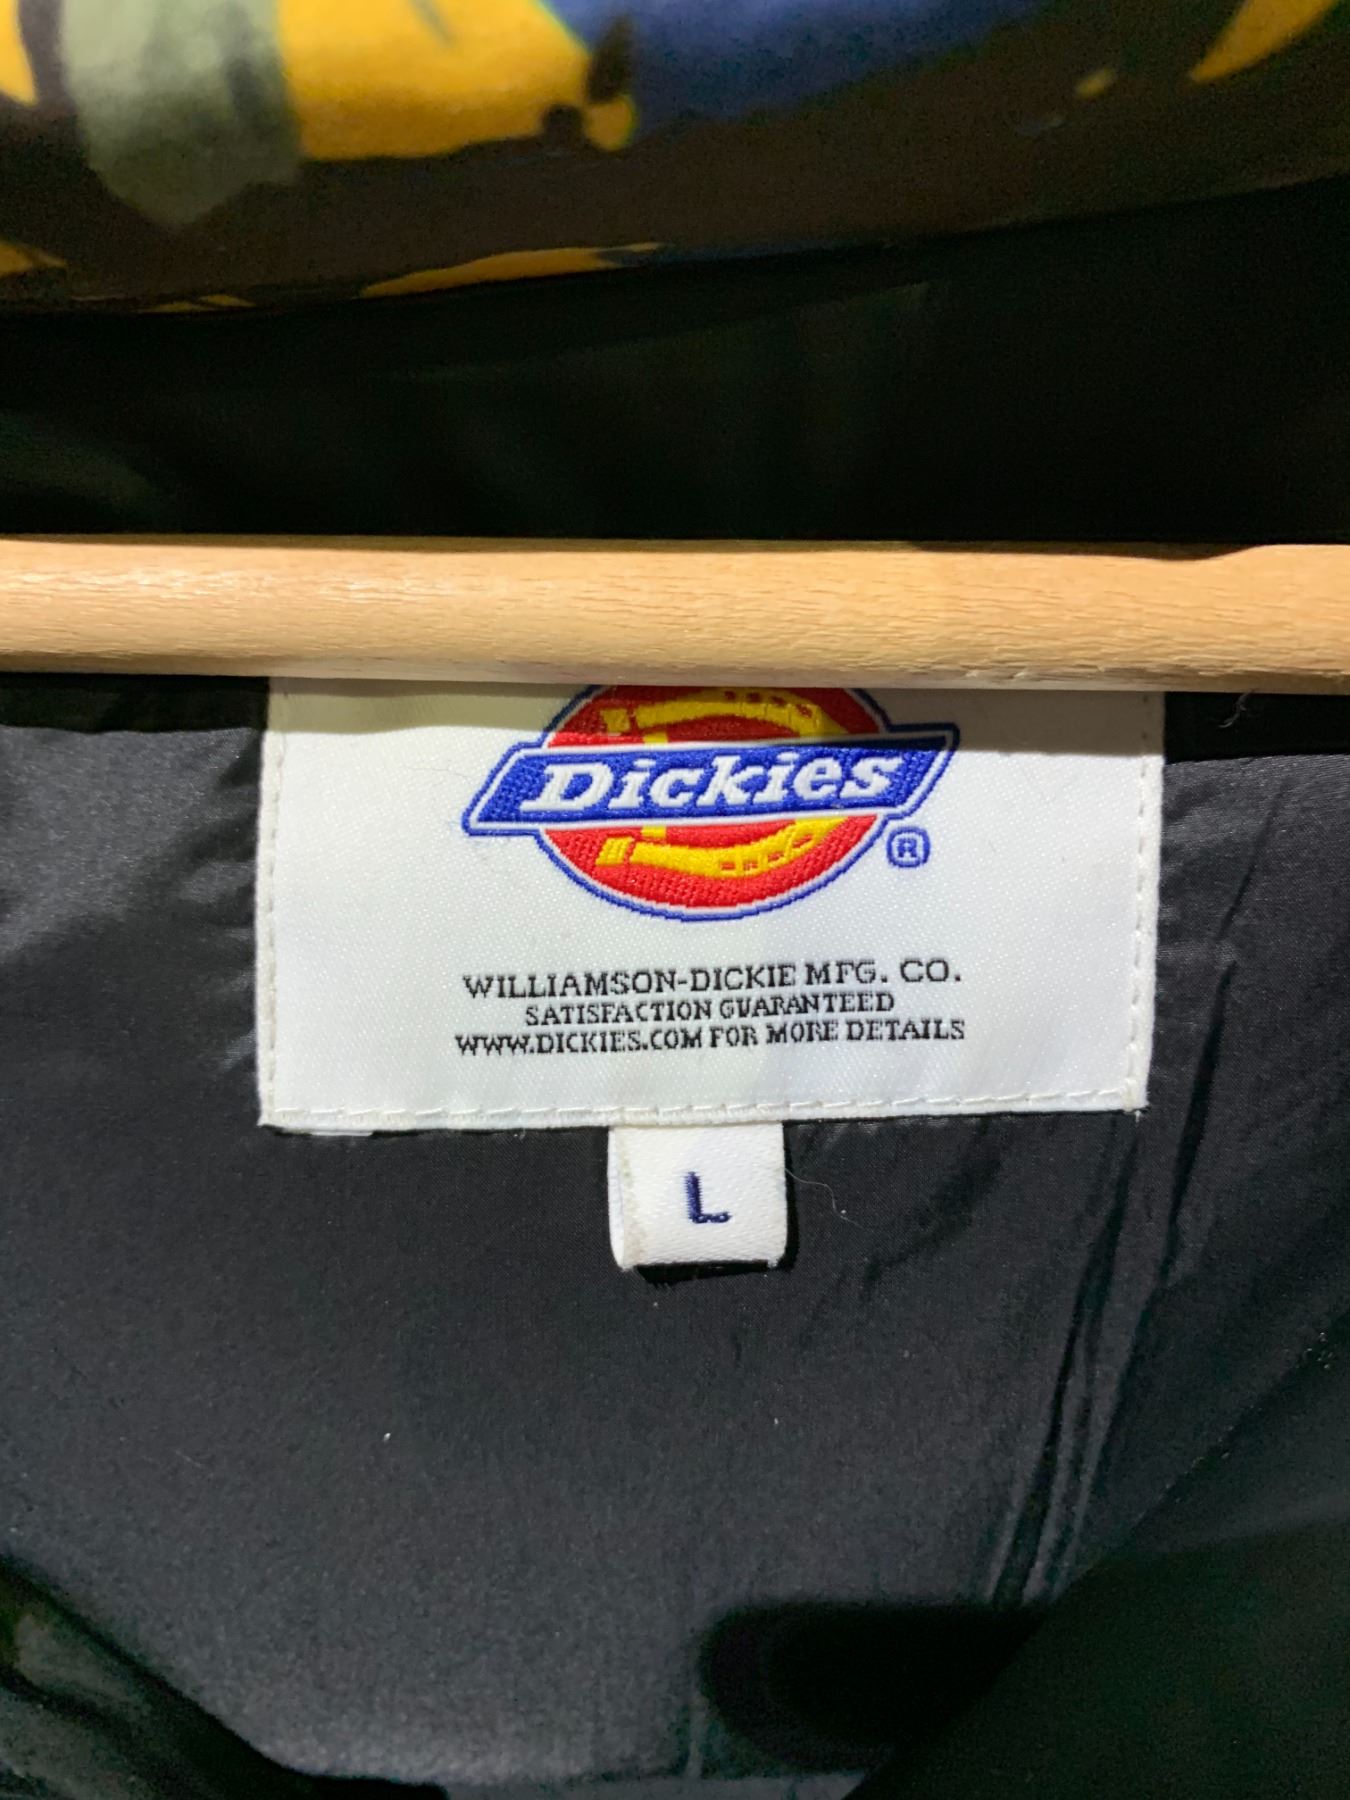 Dickies
®
WILLIAMSON-DICKIE MFG. CO.
SATISFACTION GUARANTEED
WWW.DICKIES.COM FOR MORE DETAILS
L